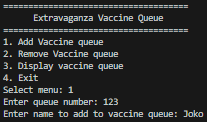 =====================================
Extravaganza Vaccine Queue
=====================================
1. Add Vaccine queue
2. Remove Vaccine queue
3. Display vaccine queue
4. Exit
Select menu: 1
Enter queue number: 123
Enter name to add to vaccine queue: Joko